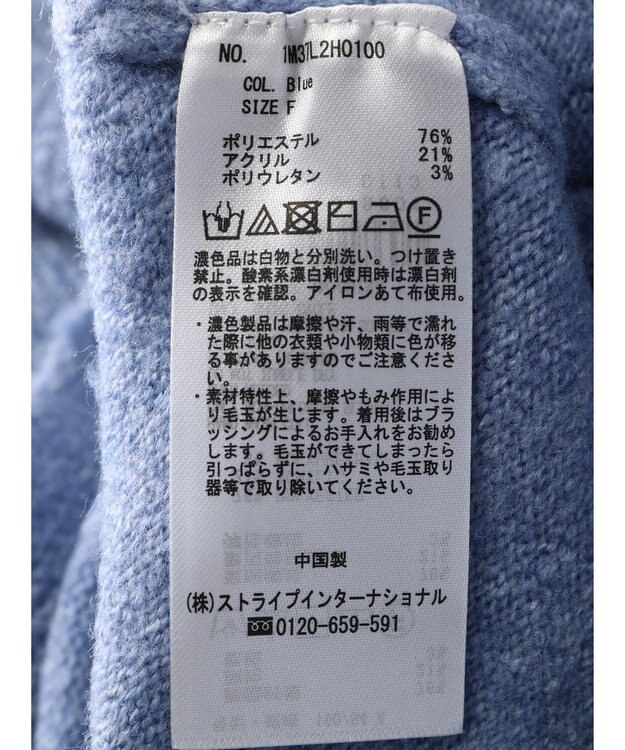 NO. 1M37L2H0100
COL. Blue
SIZE F
ポリエステル 76%
アクリル 21%
ポリウレタン 3%
F
濃色品は白物と分別洗い。つけ置き
禁止。酸素系漂白剤使用時は漂白剤
の表示を確認。アイロンあて布使用。
・濃色製品は摩擦や汗、雨等で濡れ
た際に他の衣類や小物類に色が移
る事がありますのでご注意くださ
い。
・素材特性上、摩擦やもみ作用によ
り毛玉が生じます。着用後はブラ
ッシングによるお手入れをお勧め
します。毛玉ができてしまったら
引っぱらずに、ハサミや毛玉取り
器等で取り除いてください。
中国製
(株)ストライプインターナショナル
0120-659-591